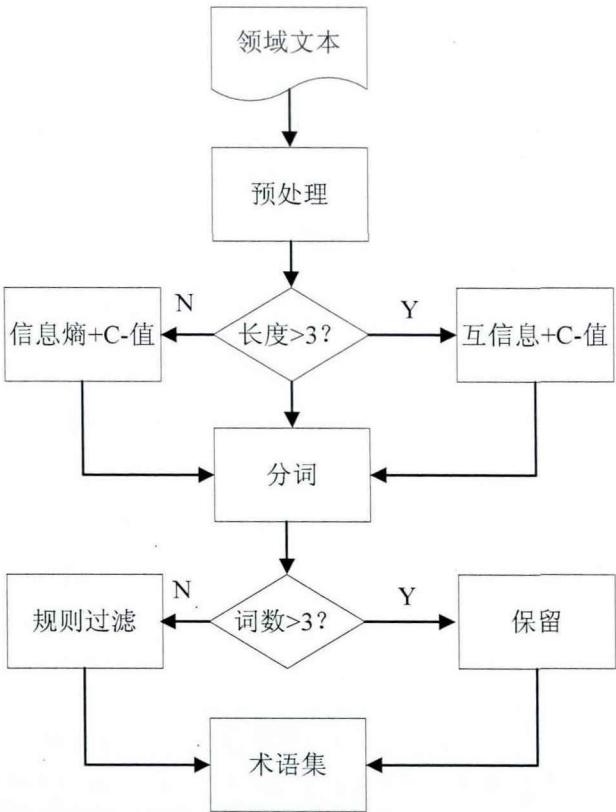 领域文本
预处理
N
Y
信息熵+C-值
长度>3?
互信息+C-值
分词
N
Y
规则过滤
词数>3?
保留
术语集